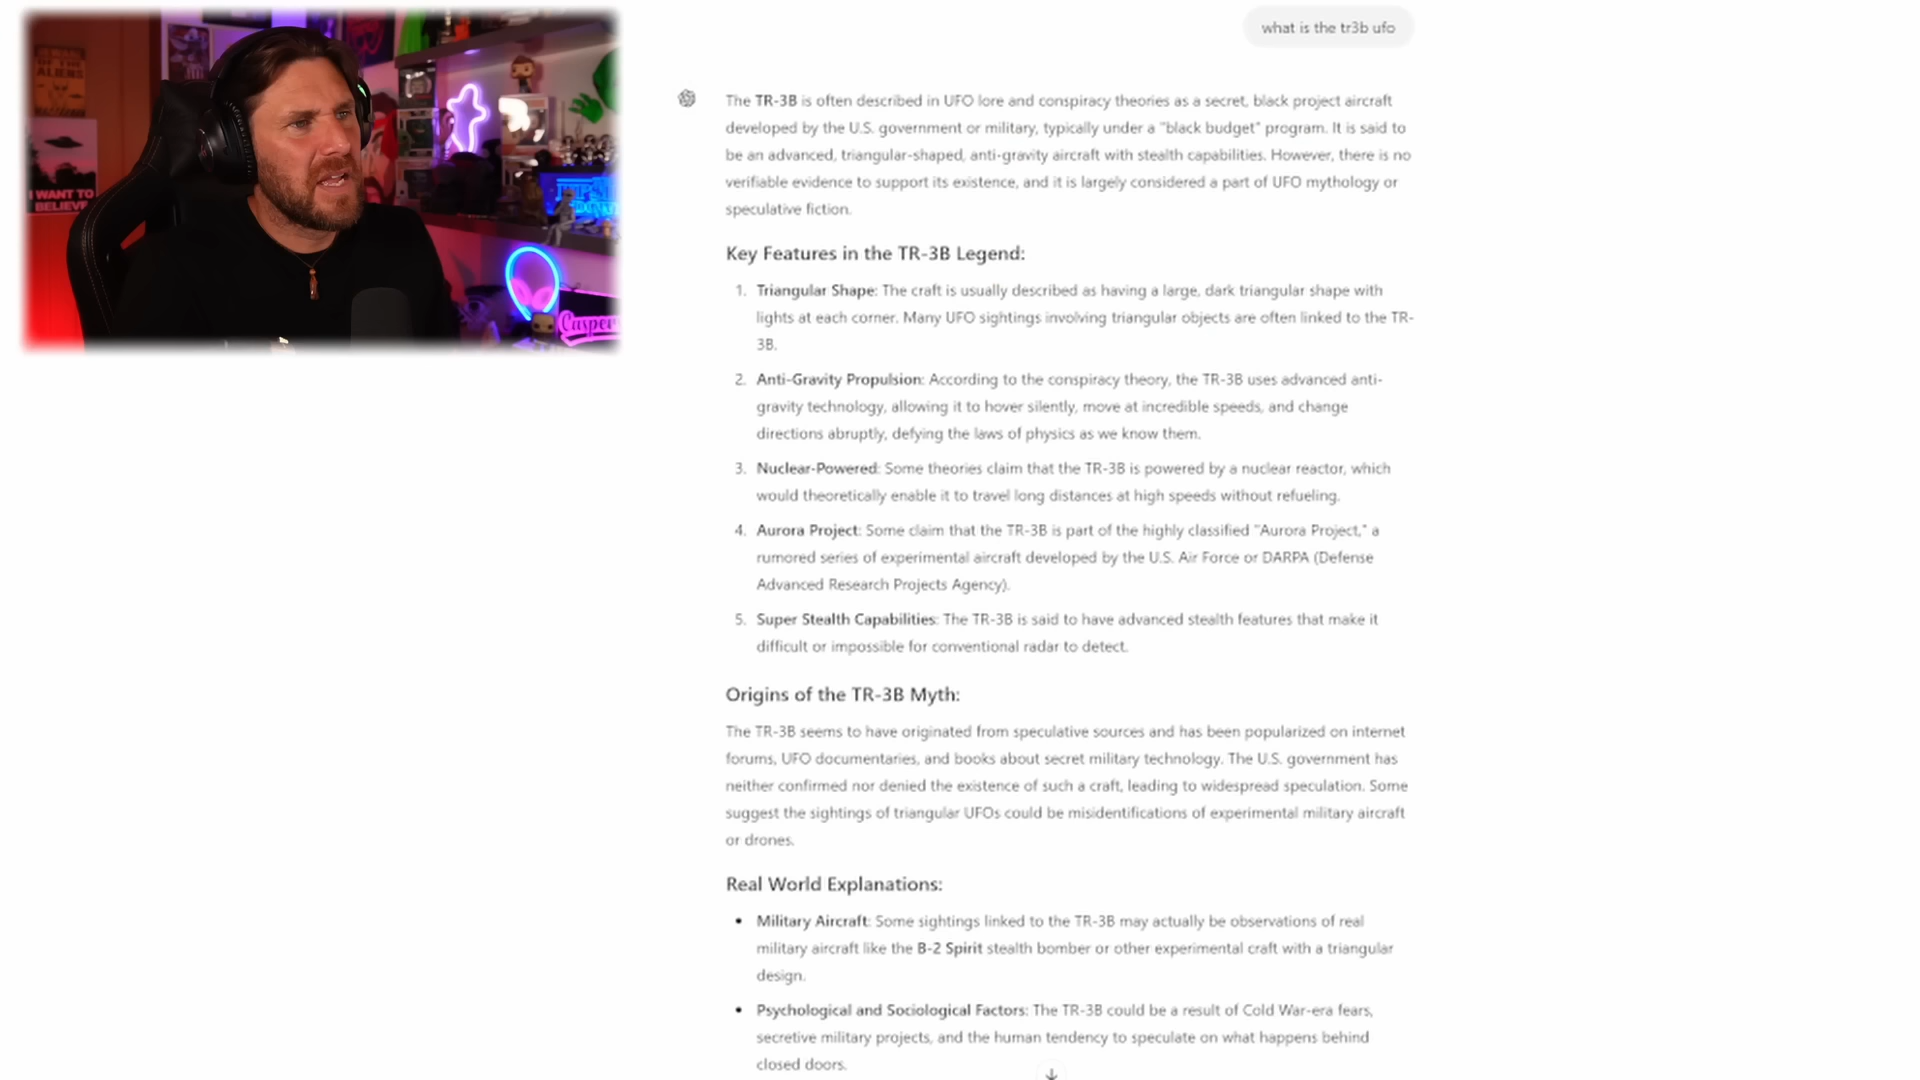 OF THE
ALIENS
I WANT TO
BELIEVE
Casper
what is the tr3b ufo
The TR-3B is often described in UFO lore and conspiracy theories as a secret, black project aircraft
developed by the U.S. government or military, typically under a "black budget" program. It is said to
be an advanced, triangular-shaped, anti-gravity aircraft with stealth capabilities. However, there is no
verifiable evidence to support its existence, and it is largely considered a part of UFO mythology or
speculative fiction.
Key Features in the TR-3B Legend:
1. Triangular Shape: The craft is usually described as having a large, dark triangular shape with
lights at each corner. Many UFO sightings involving triangular objects are often linked to the TR-
3B.
2. Anti-Gravity Propulsion: According to the conspiracy theory, the TR-3B uses advanced anti-
gravity technology, allowing it to hover silently, move at incredible speeds, and change
directions abruptly, defying the laws of physics as we know them.
3. Nuclear-Powered: Some theories claim that the TR-3B is powered by a nuclear reactor, which
would theoretically enable it to travel long distances at high speeds without refueling.
4. Aurora Project: Some claim that the TR-3B is part of the highly classified "Aurora Project," a
rumored series of experimental aircraft developed by the U.S. Air Force or DARPA (Defense
Advanced Research Projects Agency).
5. Super Stealth Capabilities: The TR-3B is said to have advanced stealth features that make it
difficult or impossible for conventional radar to detect.
Origins of the TR-3B Myth:
The TR-3B seems to have originated from speculative sources and has been popularized on internet
forums, UFO documentaries, and books about secret military technology. The U.S. government has
neither confirmed nor denied the existence of such a craft, leading to widespread speculation. Some
suggest the sightings of triangular UFOs could be misidentifications of experimental military aircraft
or drones.
Real World Explanations:
• Military Aircraft: Some sightings linked to the TR-3B may actually be observations of real
military aircraft like the B-2 Spirit stealth bomber or other experimental craft with a triangular
design.
• Psychological and Sociological Factors: The TR-3B could be a result of Cold War-era fears,
secretive military projects, and the human tendency to speculate on what happens behind
closed doors.